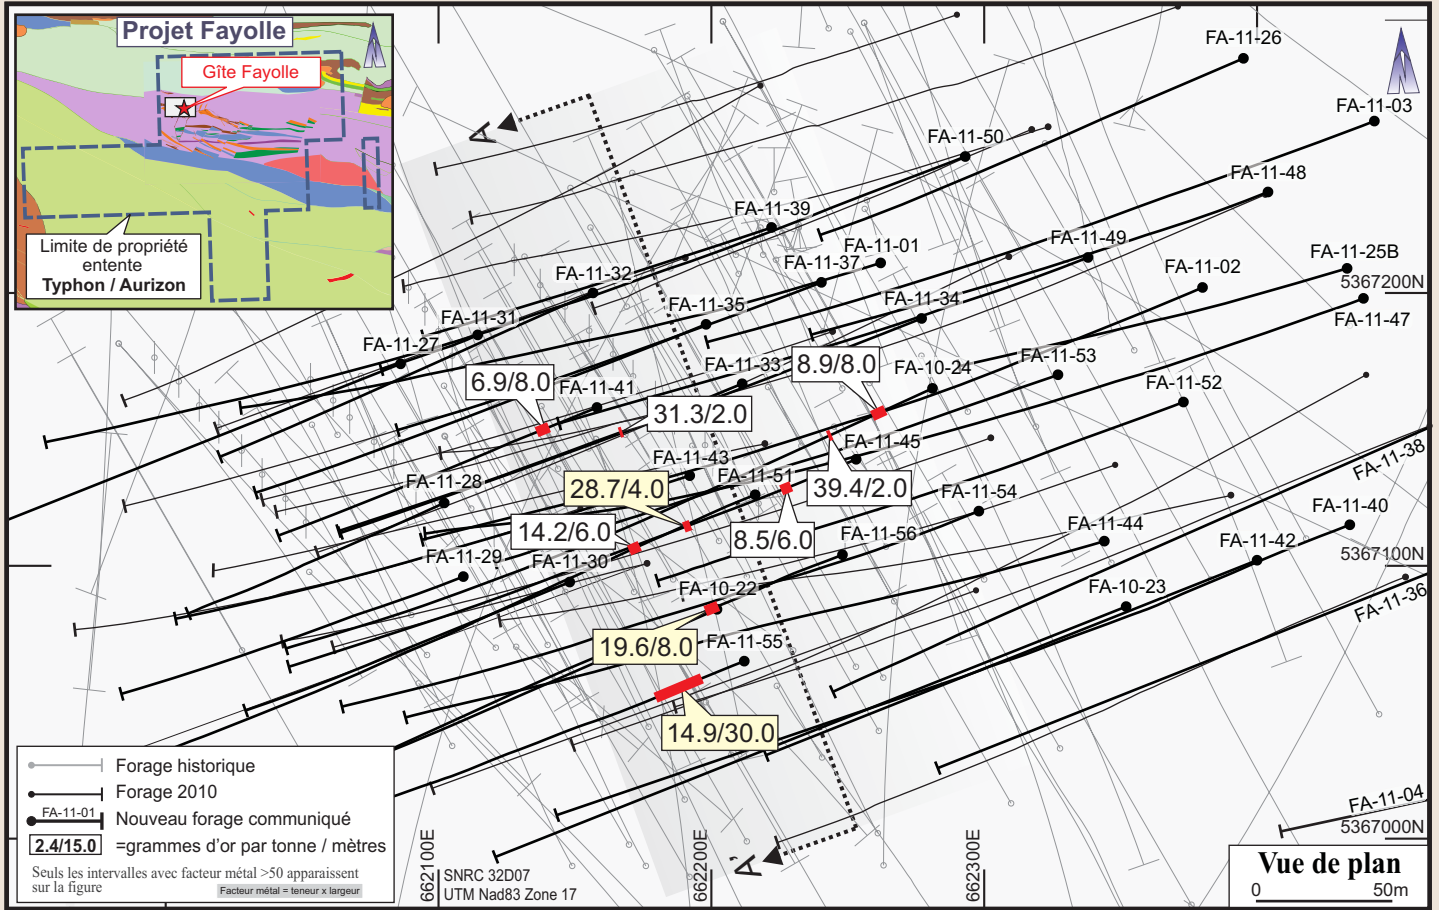 Projet Fayolle
Gîte Fayolle
Limite de propriété
entente
Typhon / Aurizon
A
FA-11-26
FA-11-03
FA-11-50
FA-11-48
FA-11-39
FA-11-01
FA-11-49
FA-11-37
FA-11-02
FA-11-25B
5367200N
FA-11-32
FA-11-35
FA-11-34
FA-11-47
FA-11-31
FA-11-27
FA-11-33
8.9/8.0
FA-10-24
FA-11-53
FA-11-52
6.9/8.0
FA-11-41
31.3/2.0
FA-11-45
FA-11-38
FA-11-43
FA-11-51
39.4/2.0
FA-11-28
28.7/4.0
FA-11-54
FA-11-40
14.2/6.0
8.5/6.0
FA-11-56
FA-11-44
FA-11-42
5367100N
FA-11-29
FA-11-30
FA-10-22
FA-10-23
FA-11-36
19.6/8.0
FA-11-55
14.9/30.0
FA-11-04
5367000N
A'
Forage historique
Forage 2010
FA-11-01
Nouveau forage communiqué
2.4/15.0
=grammes d'or par tonne / mètres
Seuls les intervalles avec facteur métal >50 apparaissent
sur la figure
Facteur métal = teneur x largeur
662100E
662200E
662300E
SNRC 32D07
UTM Nad83 Zone 17
Vue de plan
0 50m